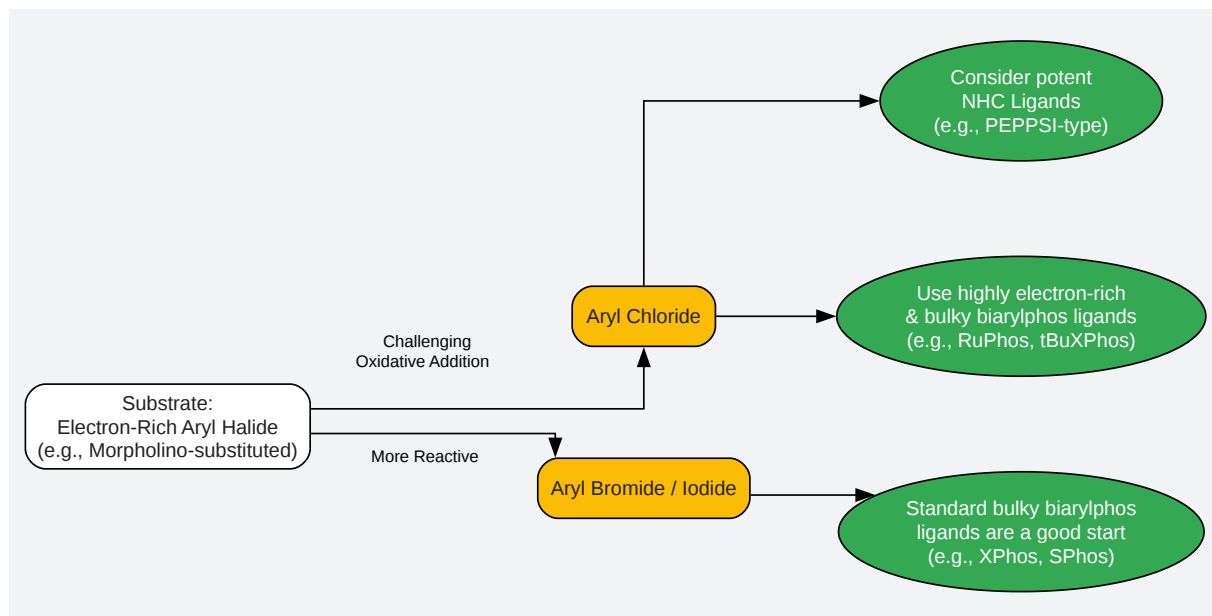 Substrate:
Electron-Rich Aryl Halide
(e.g., Morpholino-substituted)
Challenging
Oxidative Addition
More Reactive
Aryl Chloride
Aryl Bromide / Iodide
Consider potent
NHC Ligands
(e.g., PEPPSI-type)
Use highly electron-rich
& bulky biarylphos ligands
(e.g., RuPhos, tBuXPhos)
Standard bulky biarylphos
ligands are a good start
(e.g., XPhos, SPhos)